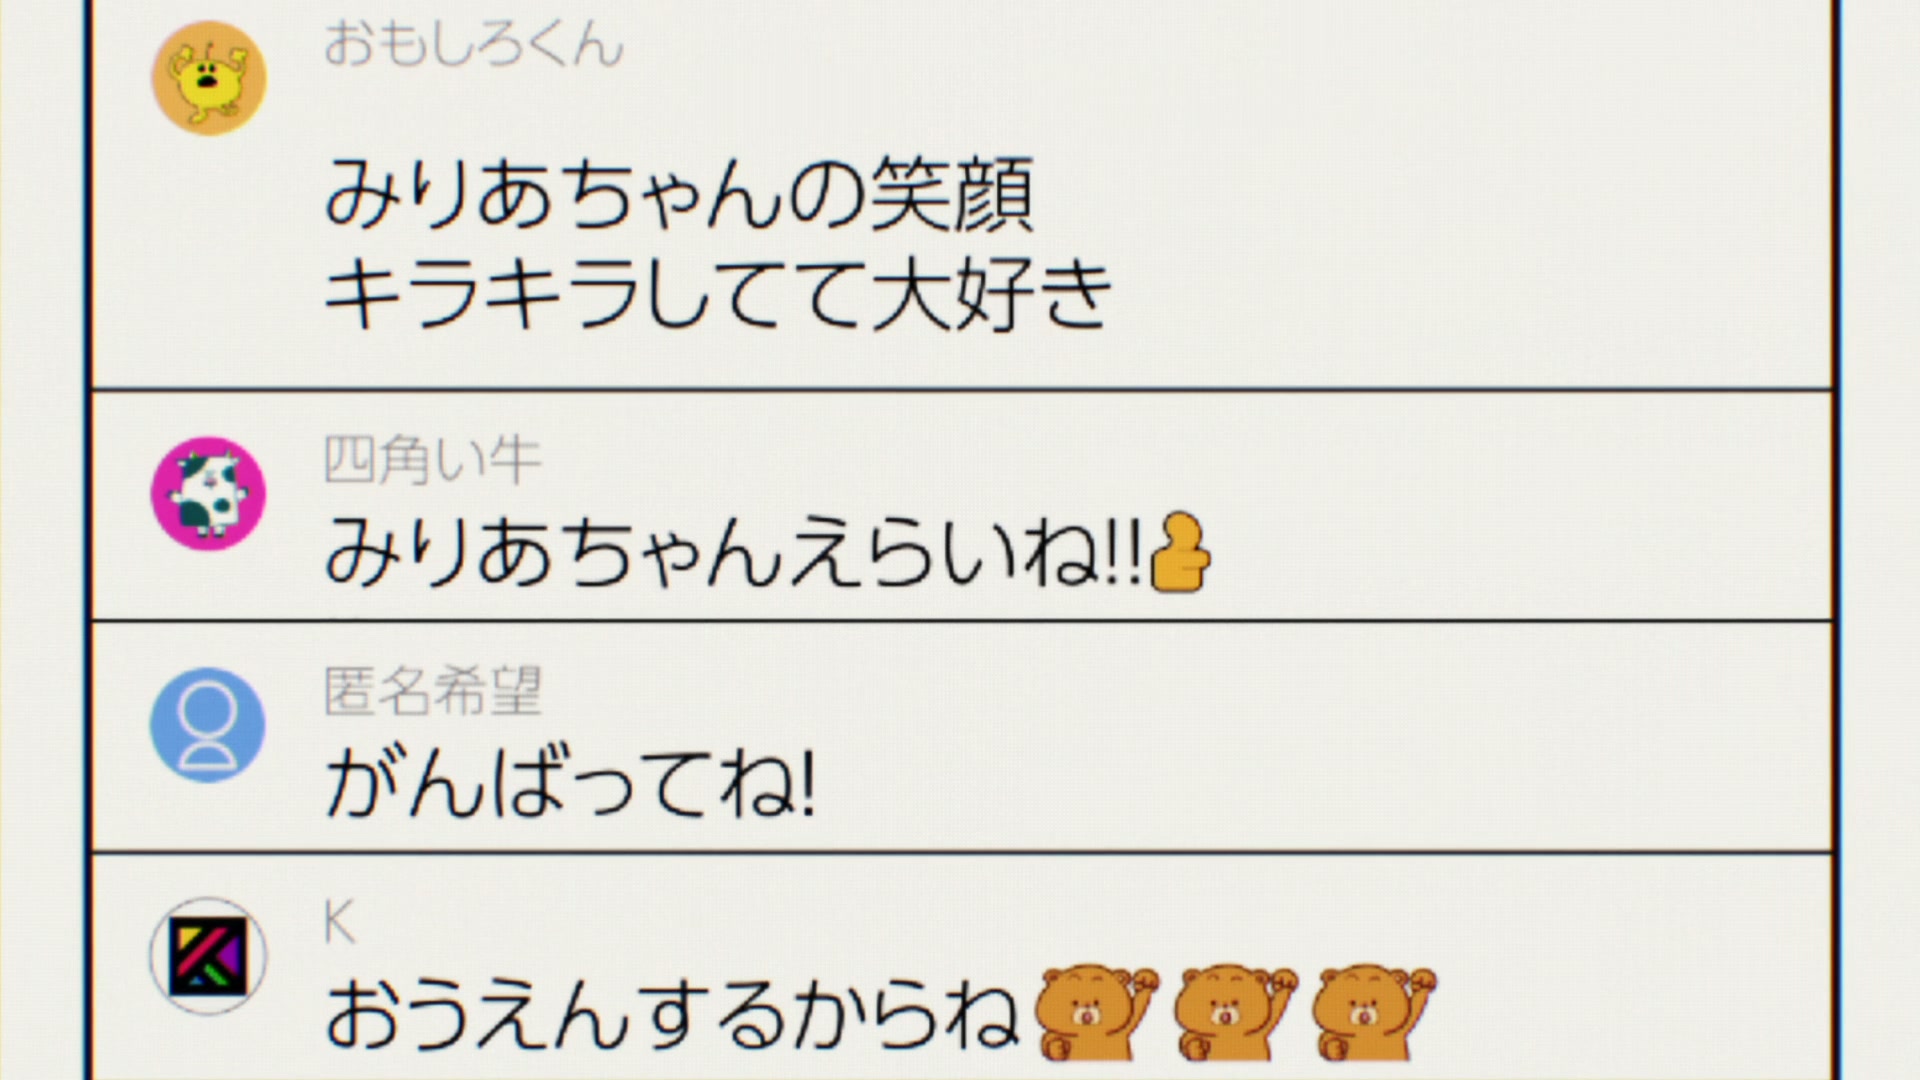 おもしろくん
みりあちゃんの笑顔
キラキラしてて大好き
四角い牛
みりあちゃんえらいね!!
匿名希望
がんばってね!
K
おうえんするからね